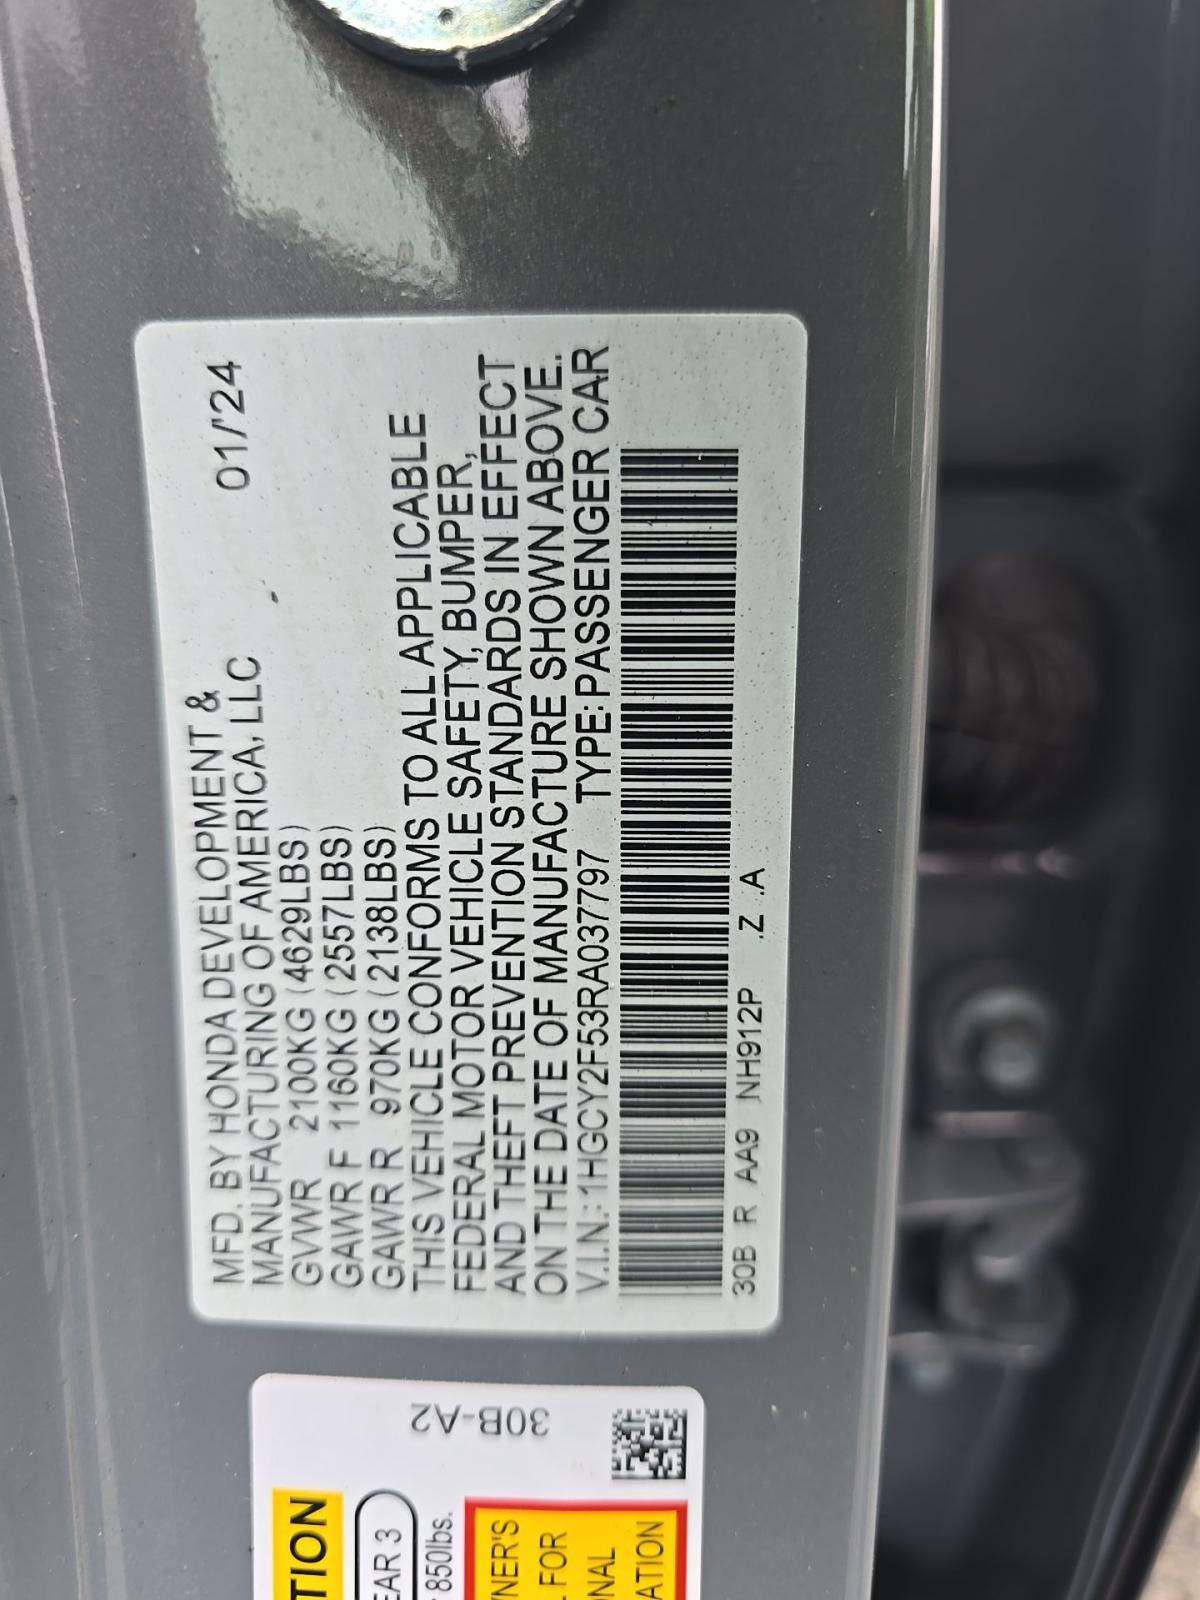 MFD. BY HONDA DEVELOPMENT &
MANUFACTURING OF AMERICA, LLC 01/'24
GVWR 2100KG (4629LBS)
GAWR F 1160KG (2557LBS)
GAWR R 970KG (2138LBS)
THIS VEHICLE CONFORMS TO ALL APPLICABLE
FEDERAL MOTOR VEHICLE SAFETY, BUMPER,
AND THEFT PREVENTION STANDARDS IN EFFECT
ON THE DATE OF MANUFACTURE SHOWN ABOVE.
V.I.N.: 1HGCY2F53RA037797 TYPE: PASSENGER CAR
30B R AA9 NH912P .Z .A
30B-A2
TION
EAR 3
850lbs.
NER'S
FOR
NAL
ATION